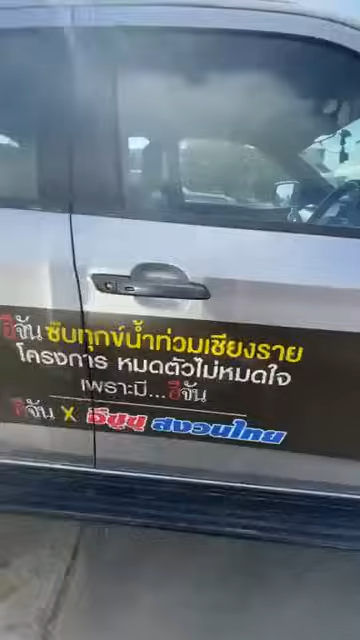 อีจัน ซับทุกข์น้ำท่วมเชียงราย
โครงการ หมดตัวไม่หมดใจ
เพราะมี...อีจัน
อีจัน X อีซูซุ สงวนไทย